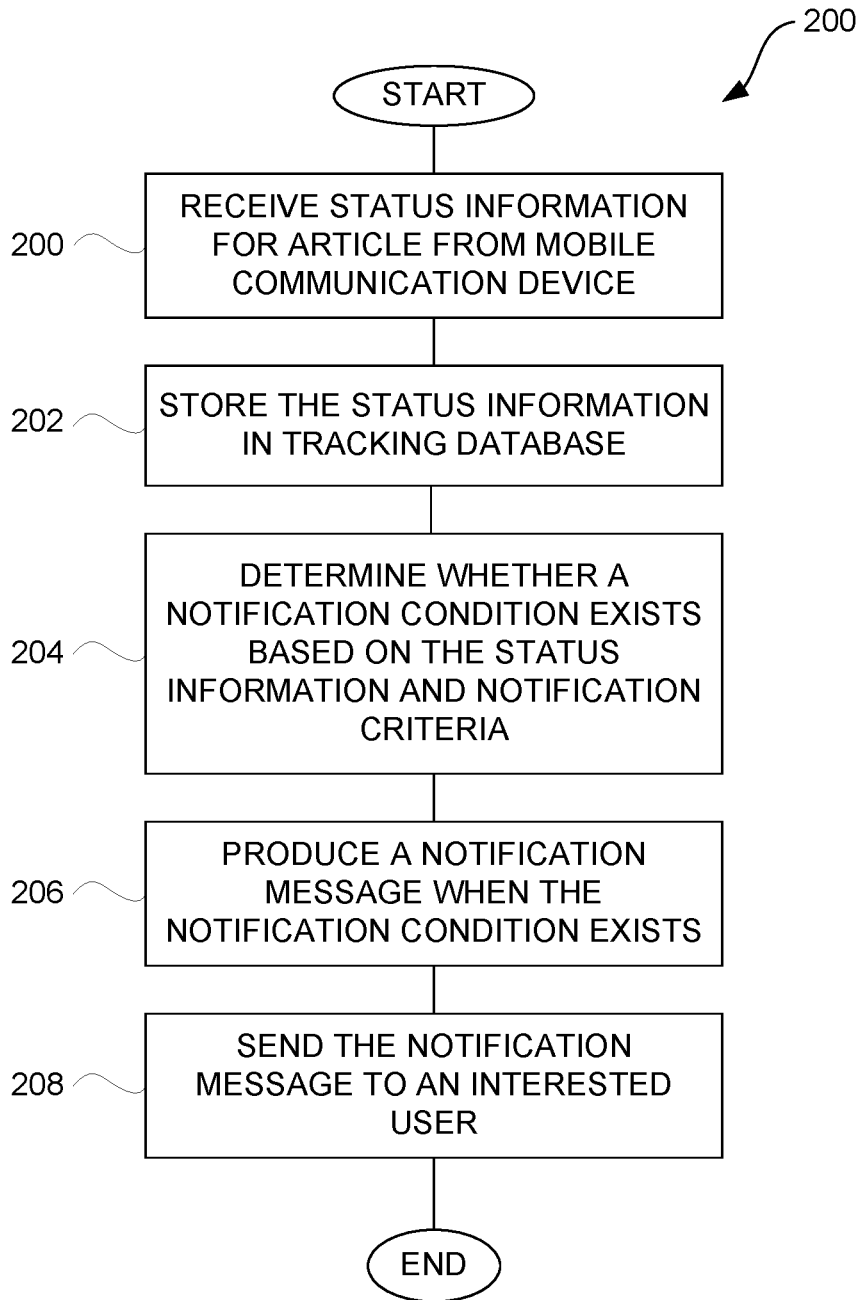 200
START
200
RECEIVE STATUS INFORMATION
FOR ARTICLE FROM MOBILE
COMMUNICATION DEVICE
202
STORE THE STATUS INFORMATION
IN TRACKING DATABASE
204
DETERMINE WHETHER A
NOTIFICATION CONDITION EXISTS
BASED ON THE STATUS
INFORMATION AND NOTIFICATION
CRITERIA
206
PRODUCE A NOTIFICATION
MESSAGE WHEN THE
NOTIFICATION CONDITION EXISTS
208
SEND THE NOTIFICATION
MESSAGE TO AN INTERESTED
USER
END